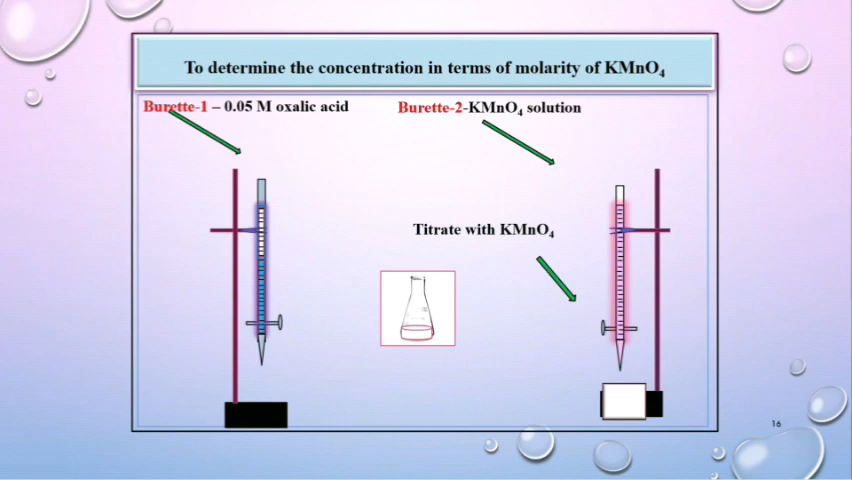 To determine the concentration in terms of molarity of KMnO₄
Burette-1 – 0.05 M oxalic acid
Burette-2-KMnO₄ solution
Titrate with KMnO₄
16